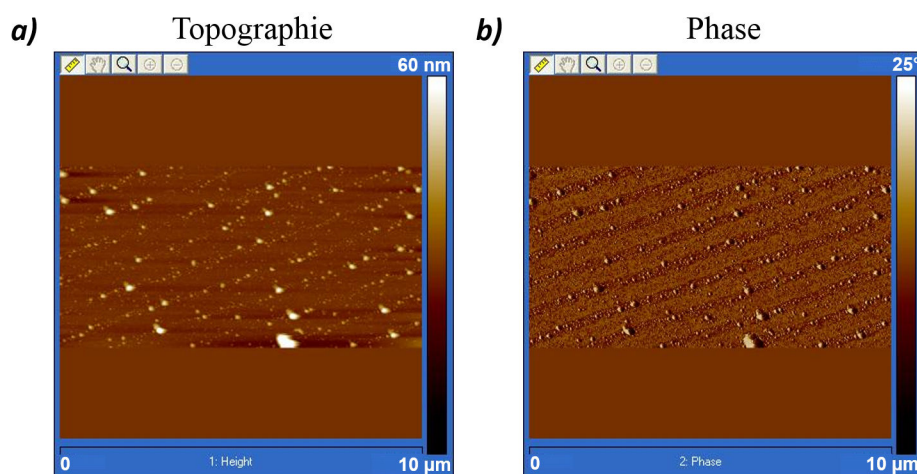 a) Topographie
60 nm
0 1: Height 10 µm
b) Phase
25°
0 2: Phase 10 µm